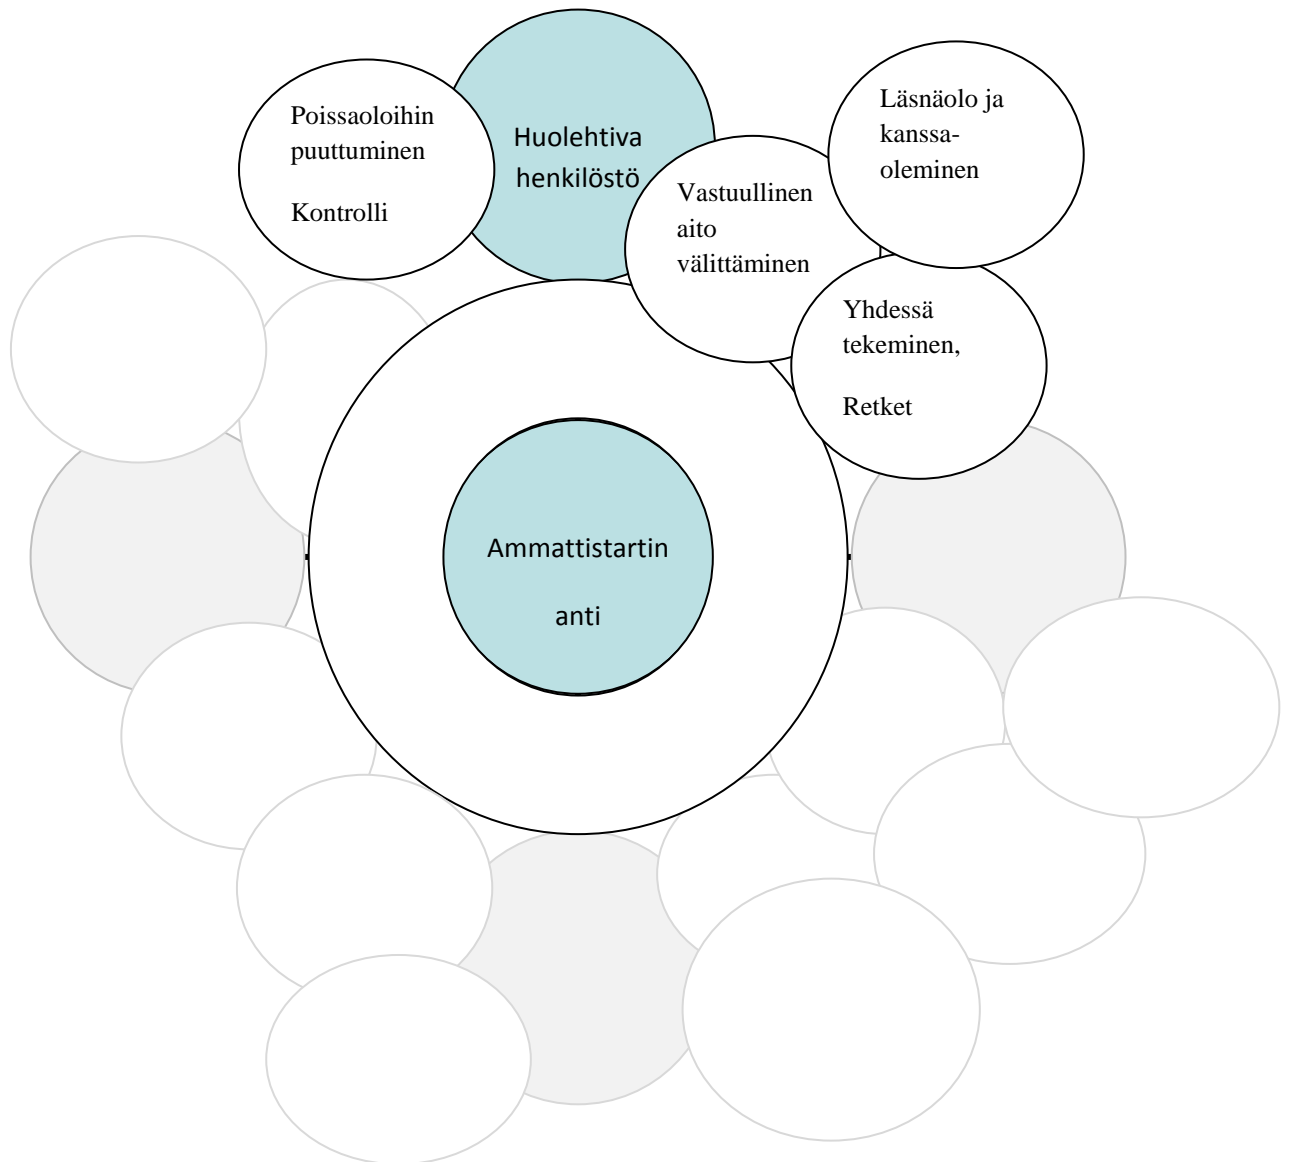 Poissaoloihin
puuttuminen
Kontrolli
Huolehtiva
henkilöstö
Vastuullinen
aito
välittäminen
Läsnäolo ja
kanssa-
oleminen
Yhdessä
tekeminen,
Retket
Ammattistartin
anti